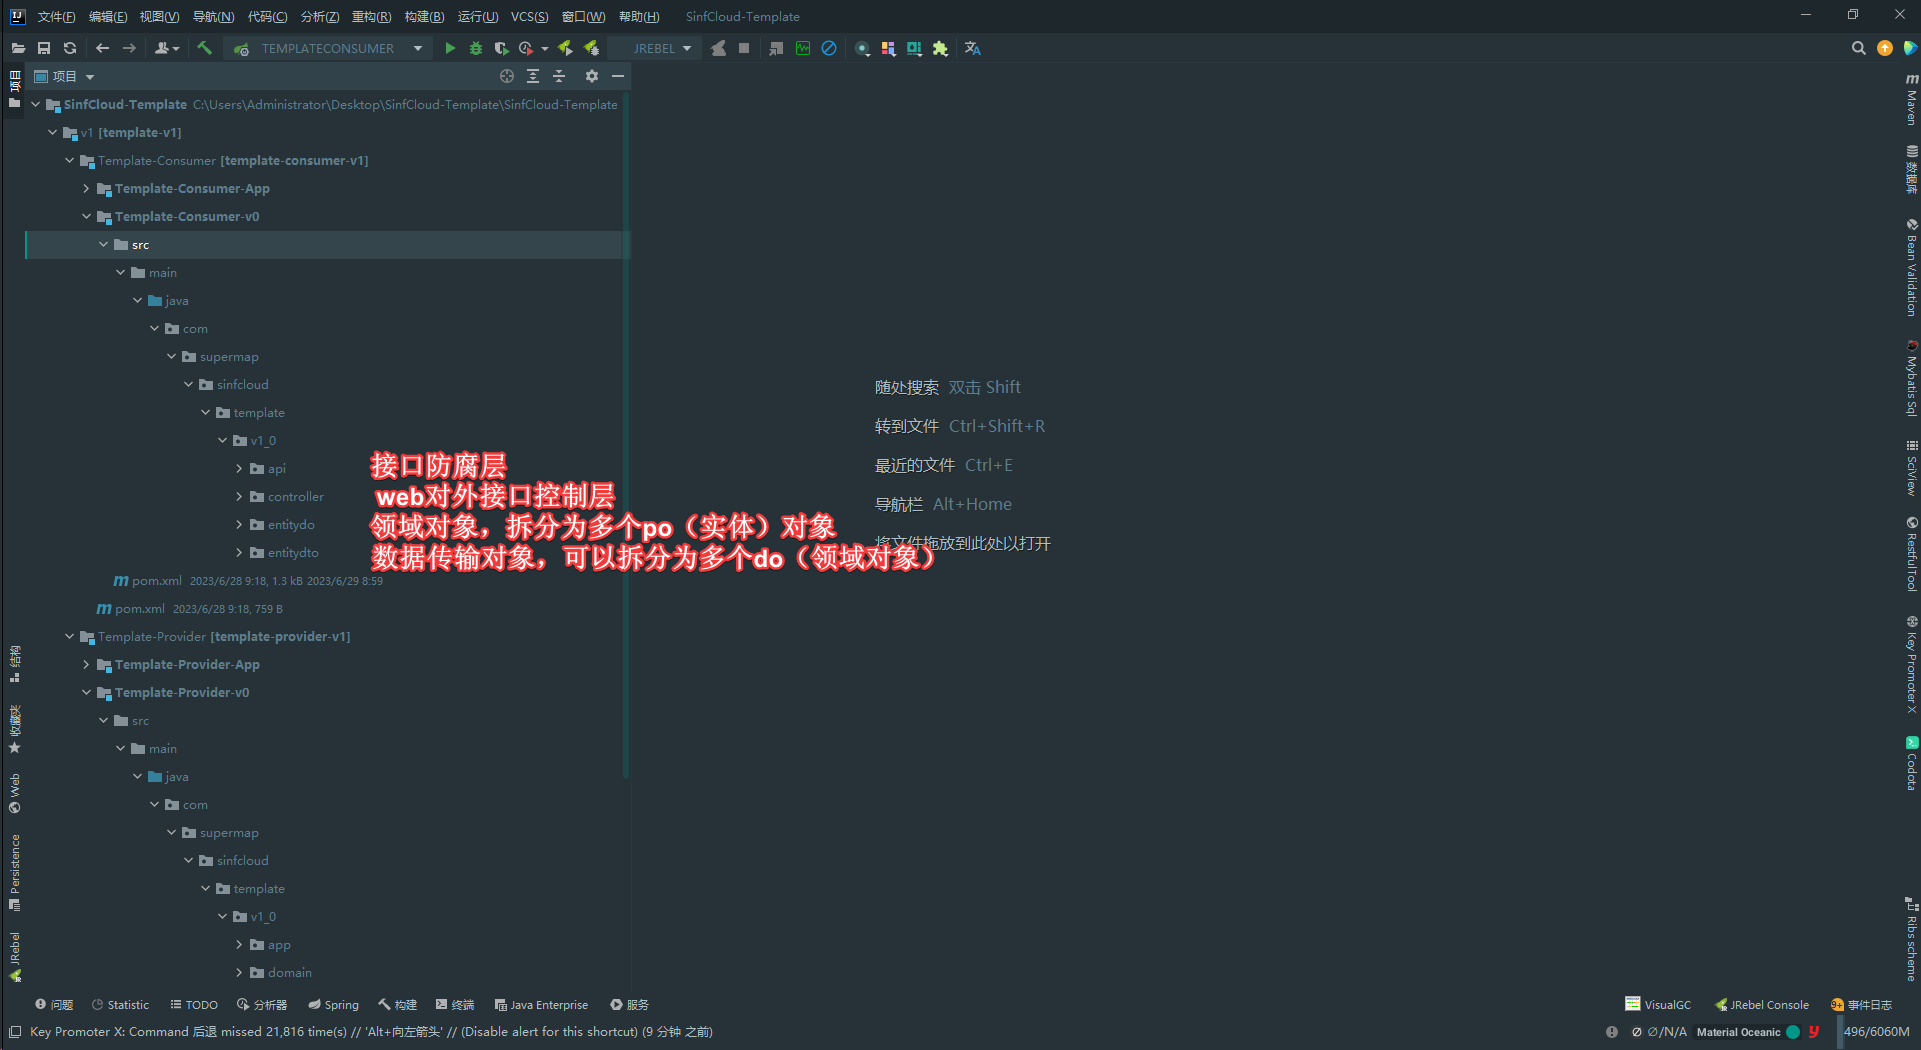 文件(F) 编辑(E) 视图(V) 导航(N) 代码(C) 分析(Z) 重构(R) 构建(B) 运行(U) VCS(S) 窗口(W) 帮助(H) SinfCloud-Template
TEMPLATECONSUMER JREBEL
项目
项目
SinfCloud-Template C:\Users\Administrator\Desktop\SinfCloud-Template\SinfCloud-Template
v1 [template-v1]
Template-Consumer [template-consumer-v1]
Template-Consumer-App
Template-Consumer-v0
src
main
java
com
supermap
sinfcloud
template
v1_0
api
controller
entitydo
entitydto
pom.xml 2023/6/28 9:18, 1.3 kB 2023/6/29 8:59
pom.xml 2023/6/28 9:18, 759 B
Template-Provider [template-provider-v1]
Template-Provider-App
Template-Provider-v0
src
main
java
com
supermap
sinfcloud
template
v1_0
app
domain
接口防腐层
web对外接口控制层
领域对象，拆分为多个po（实体）对象
数据传输对象，可以拆分为多个do（领域对象）
随处搜索 双击 Shift
转到文件 Ctrl+Shift+R
最近的文件 Ctrl+E
导航栏 Alt+Home
将文件拖放到此处以打开
结构
收藏夹
Web
Persistence
JRebel
Maven
数据库
Bean Validation
Mybatis Sql
SciView
RestfulTool
Key Promoter X
Codota
Ribs scheme
问题 Statistic TODO 分析器 Spring 构建 终端 Java Enterprise 服务 VisualGC JRebel Console 9+ 事件日志
Key Promoter X: Command 后退 missed 21,816 time(s) // 'Alt+向左箭头' // (Disable alert for this shortcut) (9 分钟 之前) ∅/N/A Material Oceanic 496/6060M